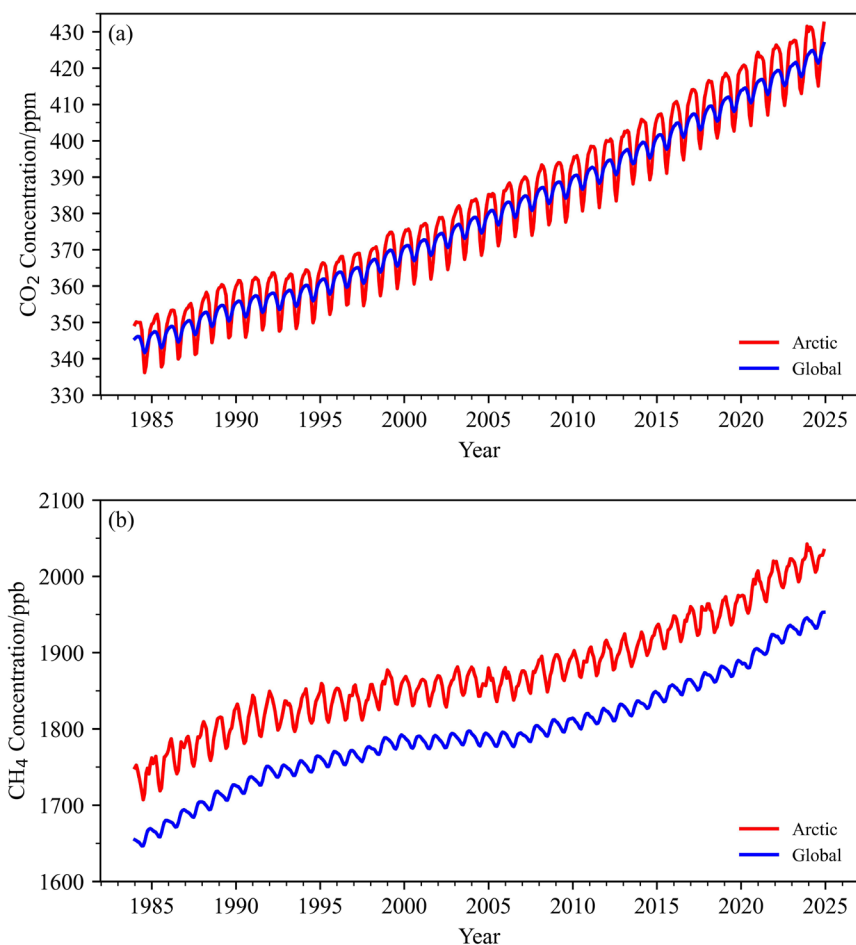 (a)
430
420
410
400
390
380
370
360
350
340
330
CO2 Concentration/ppm
Arctic
Global
1985 1990 1995 2000 2005 2010 2015 2020 2025
Year
(b)
2100
2000
1900
1800
1700
1600
CH4 Concentration/ppb
Arctic
Global
1985 1990 1995 2000 2005 2010 2015 2020 2025
Year